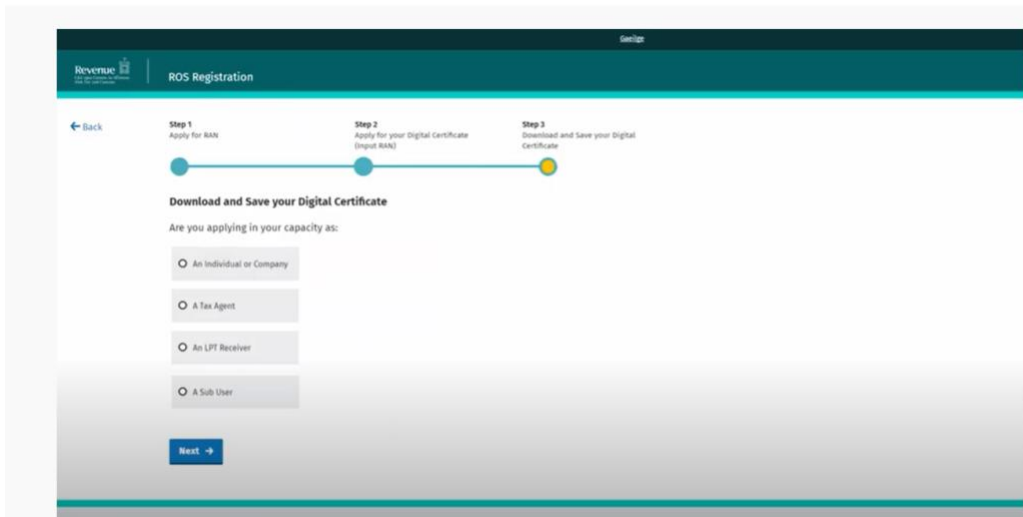 Gaeilge
Revenue
ROS Registration
Back
Step 1
Apply for RAN
Step 2
Apply for your Digital Certificate
(input RAN)
Step 3
Download and Save your Digital
Certificate
Download and Save your Digital Certificate
Are you applying in your capacity as:
An Individual or Company
A Tax Agent
An LPT Receiver
A Sub User
Next